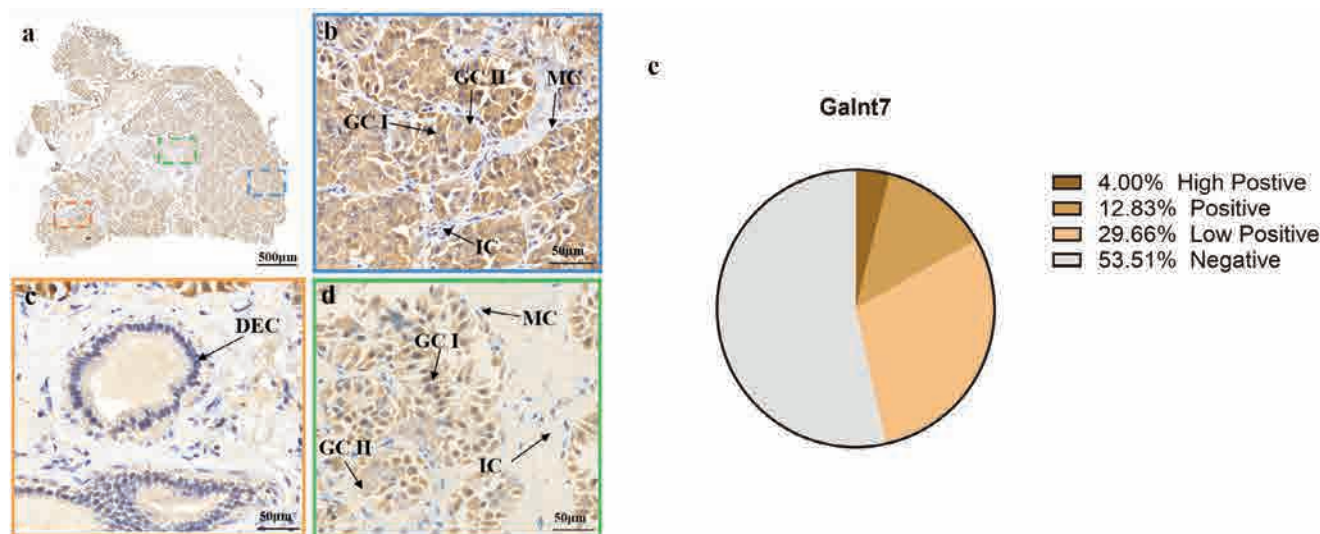 a
500µm
b
GC II
MC
GC I
IC
50µm
c
DEC
50µm
d
MC
GC I
GC II
IC
50µm
c
Galnt7
4.00% High Postive
12.83% Positive
29.66% Low Positive
53.51% Negative